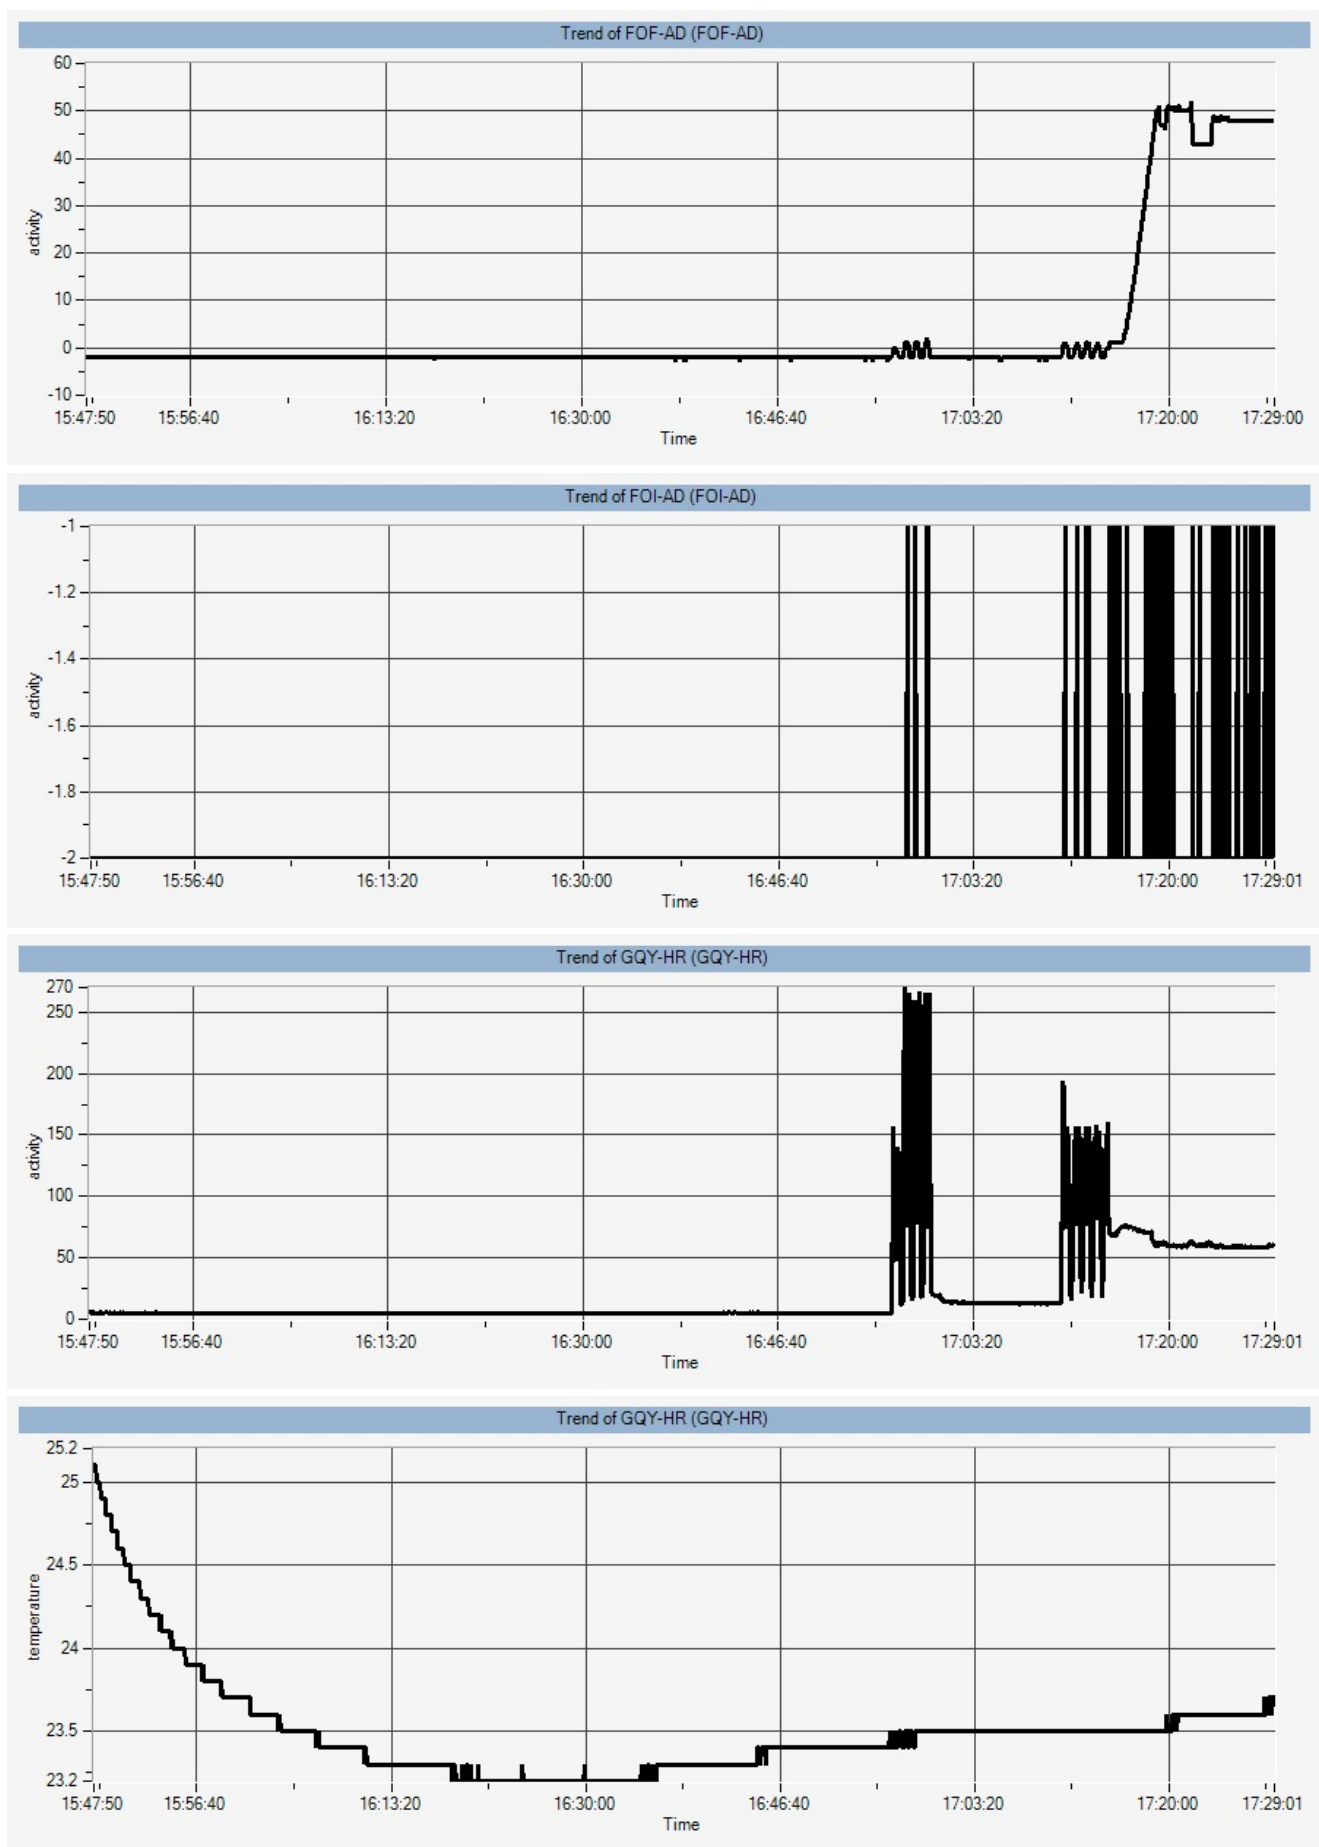 Trend of FOF-AD (FOF-AD)
60
50
40
30
20
10
0
-10
activity
15:47:50 15:56:40 16:13:20 16:30:00 16:46:40 17:03:20 17:20:00 17:29:00
Time
Trend of FOI-AD (FOI-AD)
-1
-1.2
-1.4
-1.6
-1.8
-2
activity
15:47:50 15:56:40 16:13:20 16:30:00 16:46:40 17:03:20 17:20:00 17:29:01
Time
Trend of GQY-HR (GQY-HR)
270
250
200
150
100
50
0
activity
15:47:50 15:56:40 16:13:20 16:30:00 16:46:40 17:03:20 17:20:00 17:29:01
Time
Trend of GQY-HR (GQY-HR)
25.2
25
24.5
24
23.5
23.2
temperature
15:47:50 15:56:40 16:13:20 16:30:00 16:46:40 17:03:20 17:20:00 17:29:01
Time